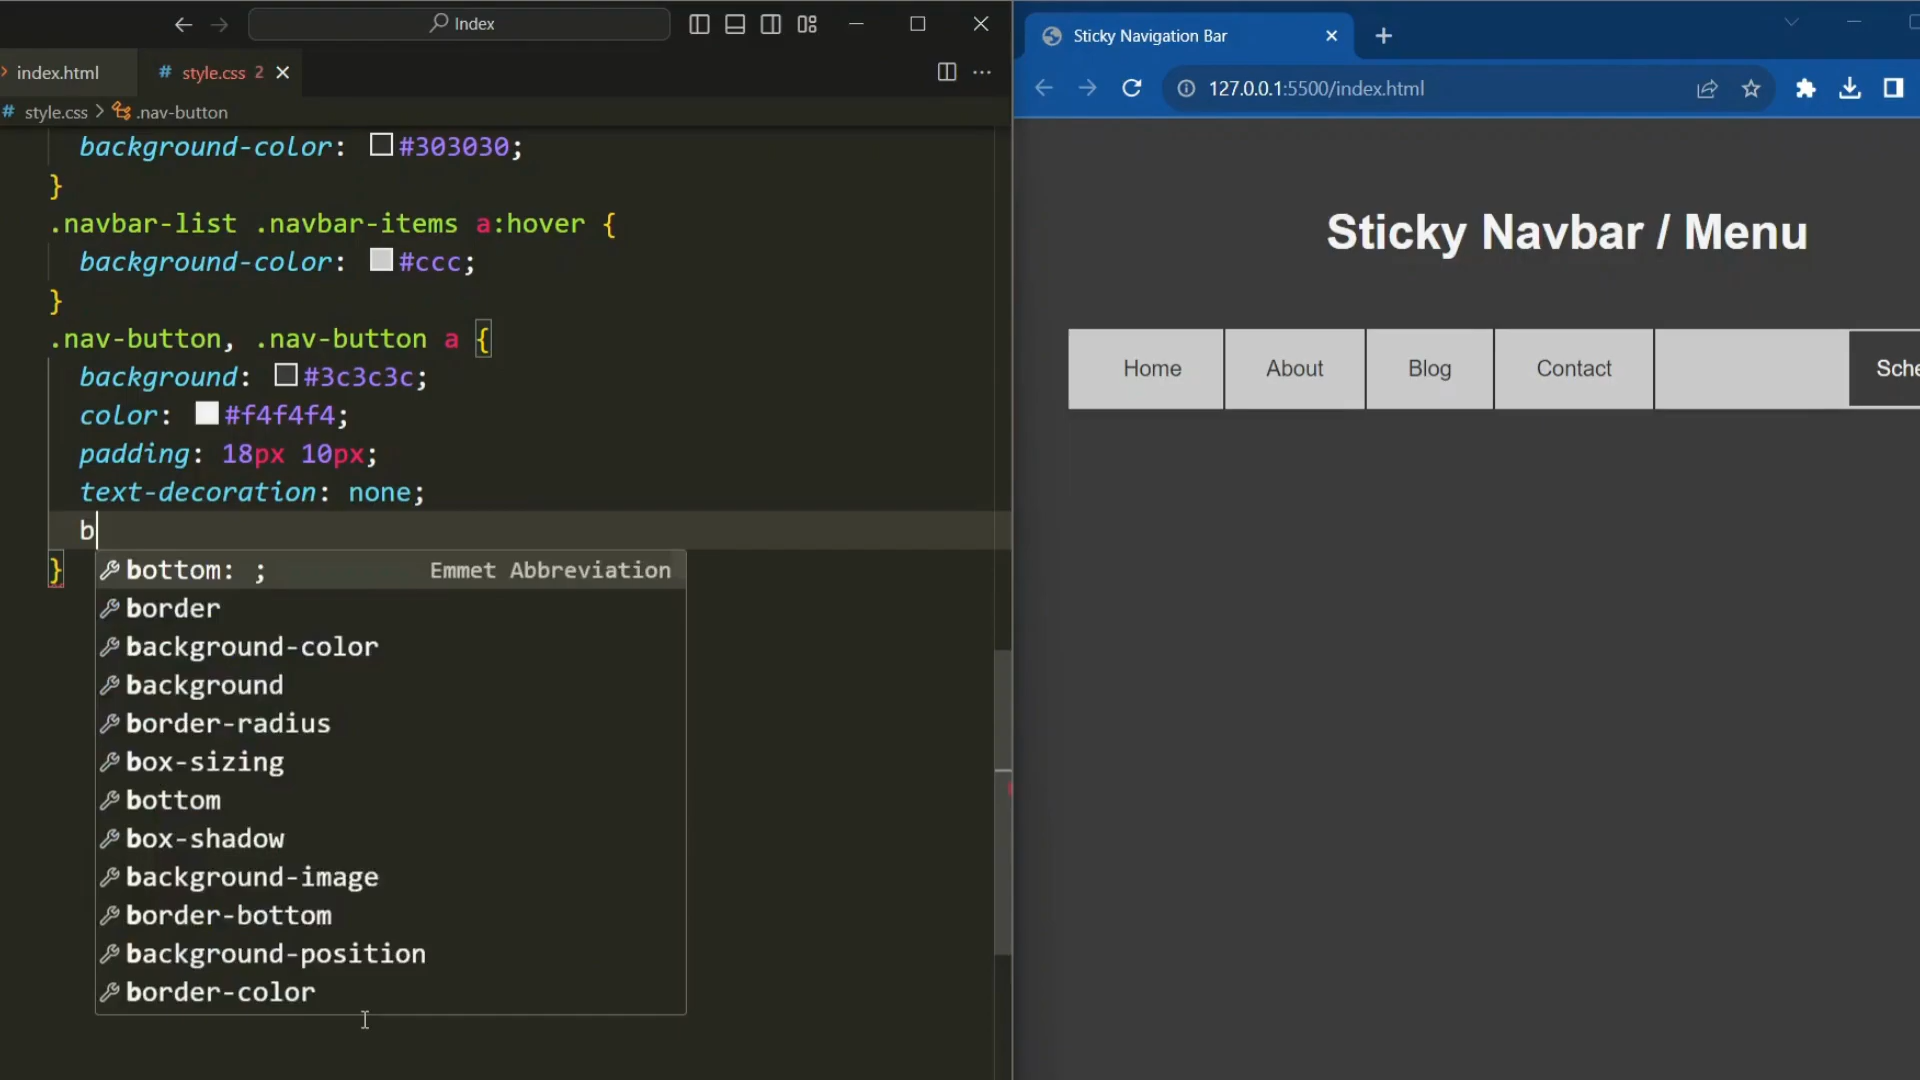 Index
index.html
# style.css 2
# style.css > .nav-button
background-color: #303030;
}
.navbar-list .navbar-items a:hover {
background-color: #ccc;
}
.nav-button, .nav-button a {
background: #3c3c3c;
color: #f4f4f4;
padding: 18px 10px;
text-decoration: none;
b
}
bottom: ; Emmet Abbreviation
border
background-color
background
border-radius
box-sizing
bottom
box-shadow
background-image
border-bottom
background-position
border-color
Sticky Navigation Bar
127.0.0.1:5500/index.html
Sticky Navbar / Menu
Home About Blog Contact Sche